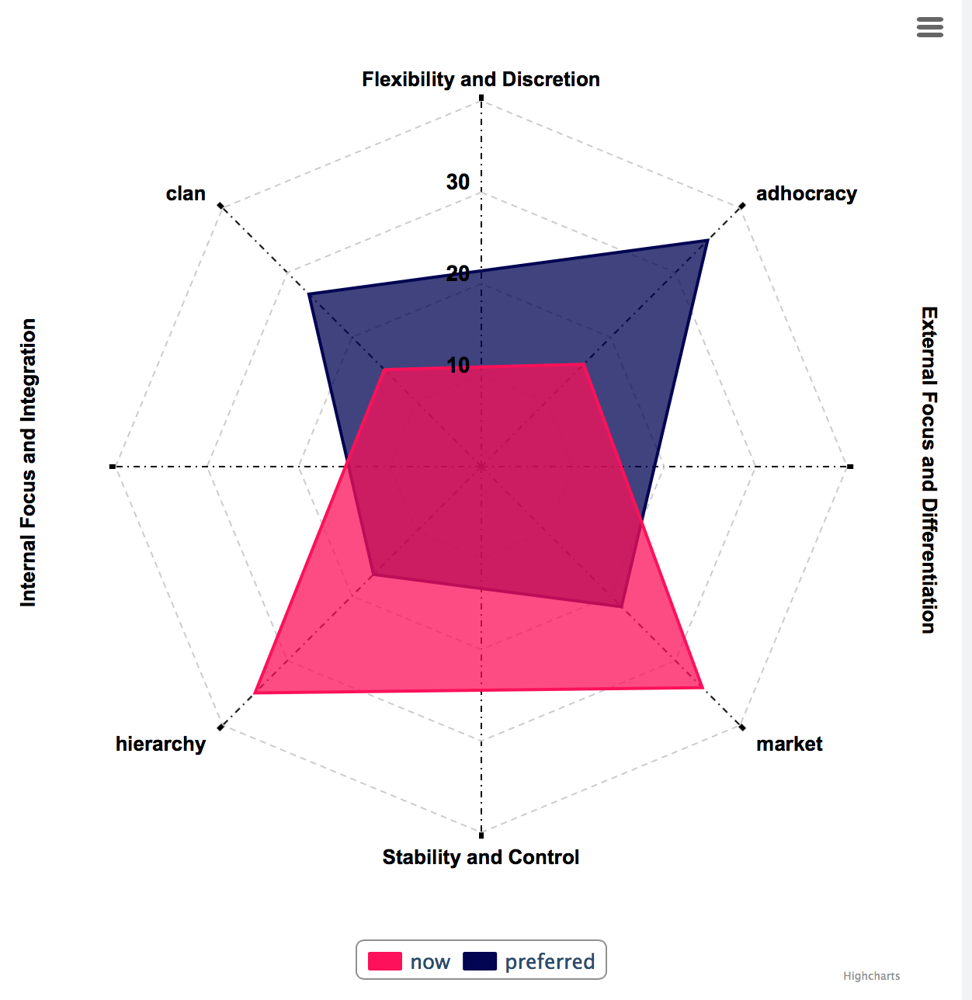 Flexibility and Discretion
30
clan
adhocracy
20
10
Internal Focus and Integration
External Focus and Differentiation
hierarchy
market
Stability and Control
now
preferred
Highcharts